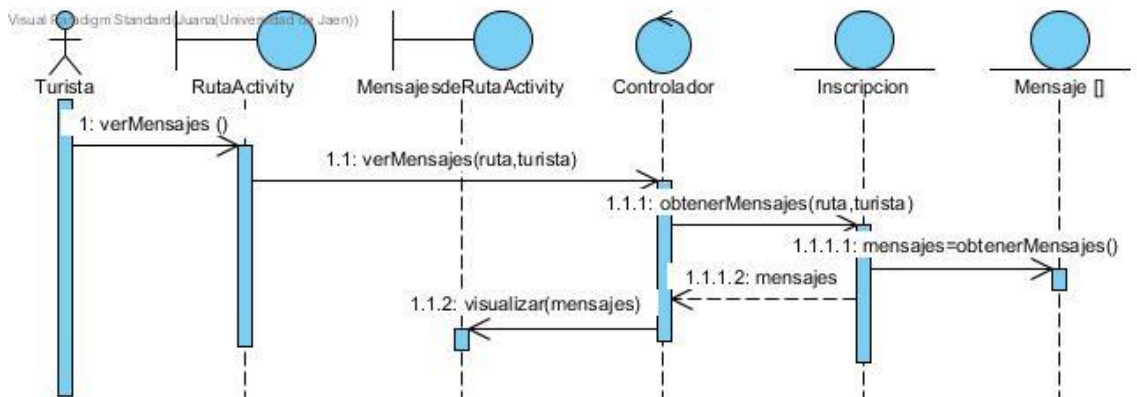 Visual Paradigm Standard(Juana(Universidad de Jaen))
Turista
RutaActivity
MensajesdeRutaActivity
Controlador
Inscripcion
Mensaje []
1: verMensajes ()
1.1: verMensajes(ruta,turista)
1.1.1: obtenerMensajes(ruta,turista)
1.1.1.1: mensajes=obtenerMensajes()
1.1.1.2: mensajes
1.1.2: visualizar(mensajes)